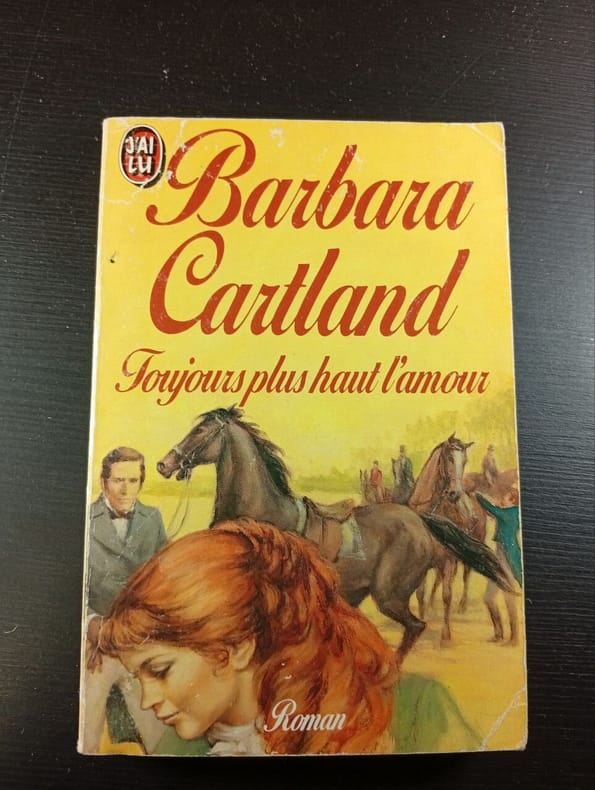 J'AI
LU
Barbara
Cartland
Toujours plus haut l'amour
Roman